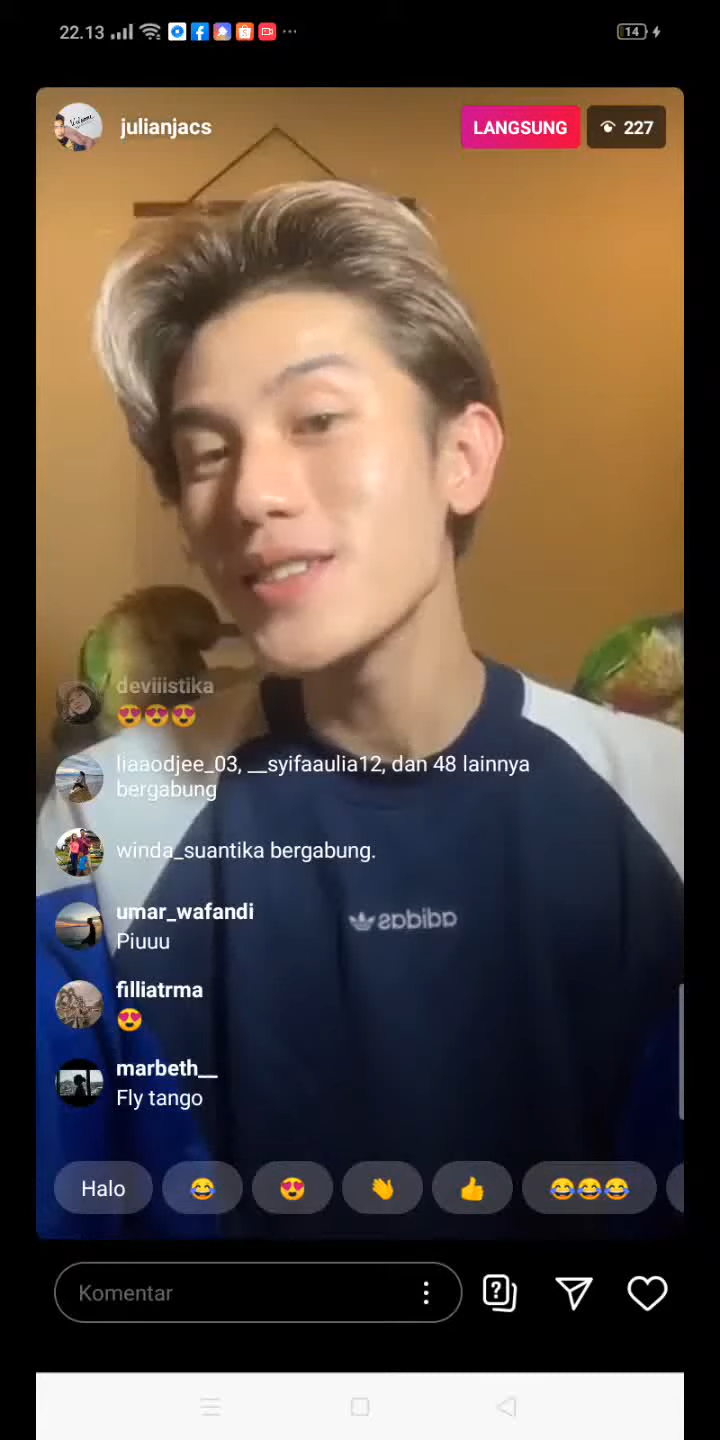 22.13
14
julianjacs
LANGSUNG
227
deviiistika
😍😍😍
liaaodjee_03, __syifaaulia12, dan 48 lainnya
bergabung
winda_suantika bergabung.
adidas
umar_wafandi
Piuuu
filliatrma
😍
marbeth__
Fly tango
Halo
😂
😍
👏
👍
😂😂😂
Komentar